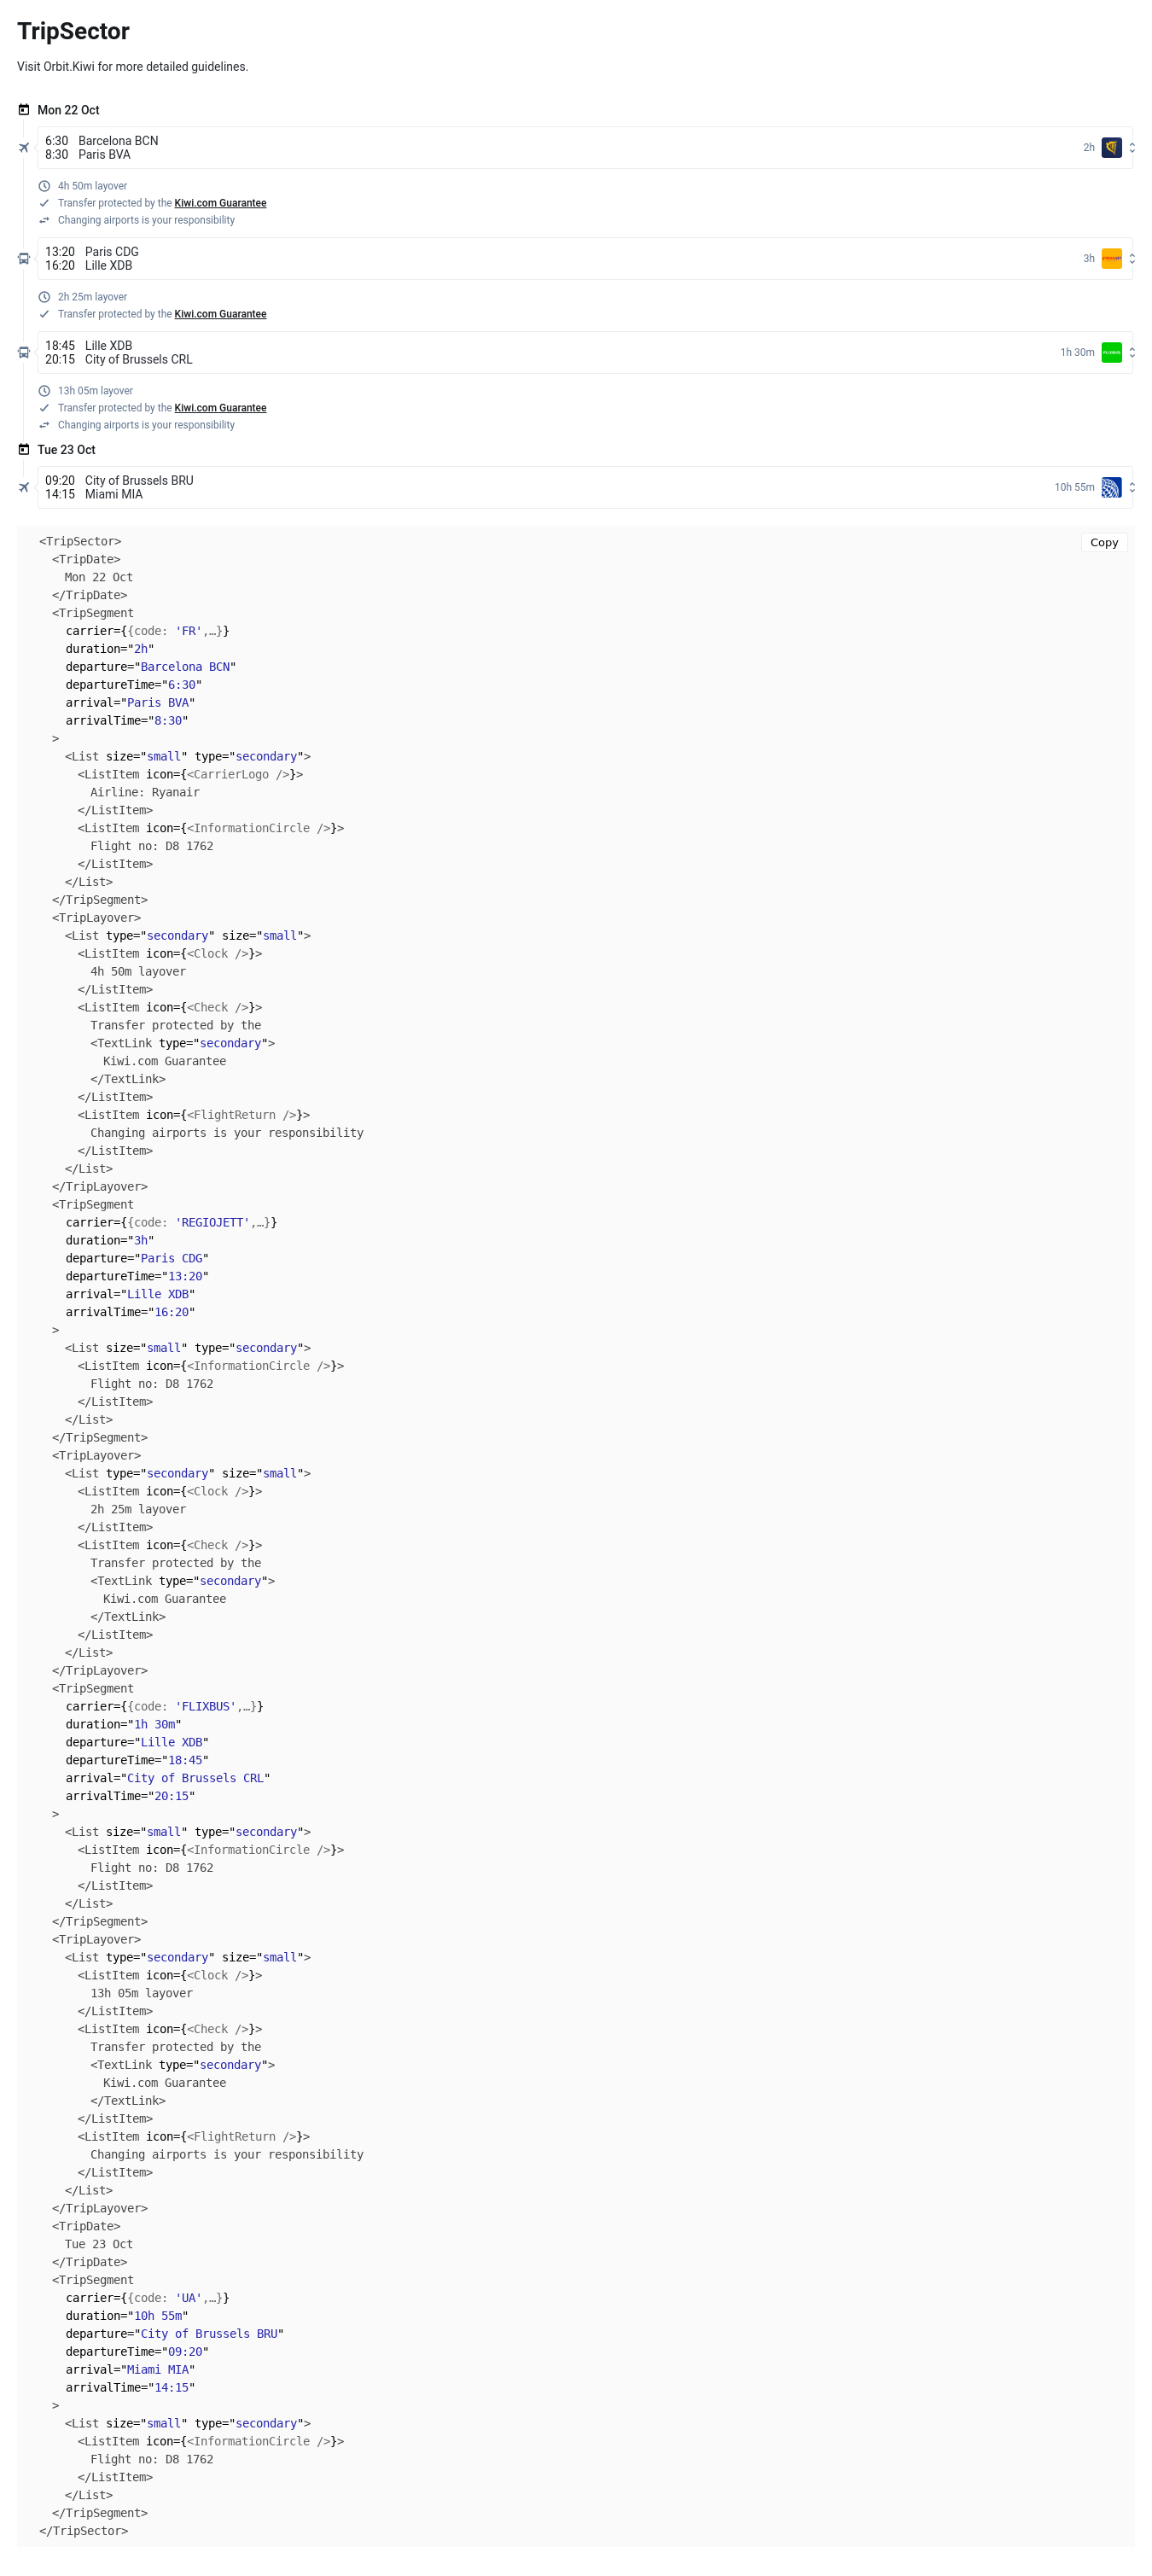 TripSector
Visit Orbit.Kiwi for more detailed guidelines.
Mon 22 Oct
6:30 Barcelona BCN
8:30 Paris BVA
2h
4h 50m layover
Transfer protected by the Kiwi.com Guarantee
Changing airports is your responsibility
13:20 Paris CDG
16:20 Lille XDB
3h
2h 25m layover
Transfer protected by the Kiwi.com Guarantee
18:45 Lille XDB
20:15 City of Brussels CRL
1h 30m
13h 05m layover
Transfer protected by the Kiwi.com Guarantee
Changing airports is your responsibility
Tue 23 Oct
09:20 City of Brussels BRU
14:15 Miami MIA
10h 55m
Copy
<TripSector>
<TripDate>
Mon 22 Oct
</TripDate>
<TripSegment
carrier={{code: 'FR',…}}
duration="2h"
departure="Barcelona BCN"
departureTime="6:30"
arrival="Paris BVA"
arrivalTime="8:30"
>
<List size="small" type="secondary">
<ListItem icon={<CarrierLogo />}>
Airline: Ryanair
</ListItem>
<ListItem icon={<InformationCircle />}>
Flight no: D8 1762
</ListItem>
</List>
</TripSegment>
<TripLayover>
<List type="secondary" size="small">
<ListItem icon={<Clock />}>
4h 50m layover
</ListItem>
<ListItem icon={<Check />}>
Transfer protected by the
<TextLink type="secondary">
Kiwi.com Guarantee
</TextLink>
</ListItem>
<ListItem icon={<FlightReturn />}>
Changing airports is your responsibility
</ListItem>
</List>
</TripLayover>
<TripSegment
carrier={{code: 'REGIOJETT',…}}
duration="3h"
departure="Paris CDG"
departureTime="13:20"
arrival="Lille XDB"
arrivalTime="16:20"
>
<List size="small" type="secondary">
<ListItem icon={<InformationCircle />}>
Flight no: D8 1762
</ListItem>
</List>
</TripSegment>
<TripLayover>
<List type="secondary" size="small">
<ListItem icon={<Clock />}>
2h 25m layover
</ListItem>
<ListItem icon={<Check />}>
Transfer protected by the
<TextLink type="secondary">
Kiwi.com Guarantee
</TextLink>
</ListItem>
</List>
</TripLayover>
<TripSegment
carrier={{code: 'FLIXBUS',…}}
duration="1h 30m"
departure="Lille XDB"
departureTime="18:45"
arrival="City of Brussels CRL"
arrivalTime="20:15"
>
<List size="small" type="secondary">
<ListItem icon={<InformationCircle />}>
Flight no: D8 1762
</ListItem>
</List>
</TripSegment>
<TripLayover>
<List type="secondary" size="small">
<ListItem icon={<Clock />}>
13h 05m layover
</ListItem>
<ListItem icon={<Check />}>
Transfer protected by the
<TextLink type="secondary">
Kiwi.com Guarantee
</TextLink>
</ListItem>
<ListItem icon={<FlightReturn />}>
Changing airports is your responsibility
</ListItem>
</List>
</TripLayover>
<TripDate>
Tue 23 Oct
</TripDate>
<TripSegment
carrier={{code: 'UA',…}}
duration="10h 55m"
departure="City of Brussels BRU"
departureTime="09:20"
arrival="Miami MIA"
arrivalTime="14:15"
>
<List size="small" type="secondary">
<ListItem icon={<InformationCircle />}>
Flight no: D8 1762
</ListItem>
</List>
</TripSegment>
</TripSector>